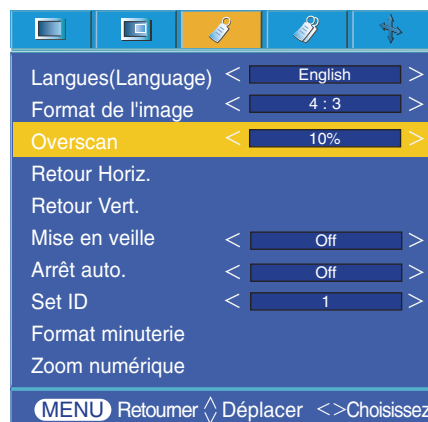 Langues(Language) < English >
Format de l'image < 4 : 3 >
Overscan < 10% >
Retour Horiz.
Retour Vert.
Mise en veille < Off >
Arrêt auto. < Off >
Set ID < 1 >
Format minuterie
Zoom numérique
MENU Retourner ◇ Déplacer <>Choisissez